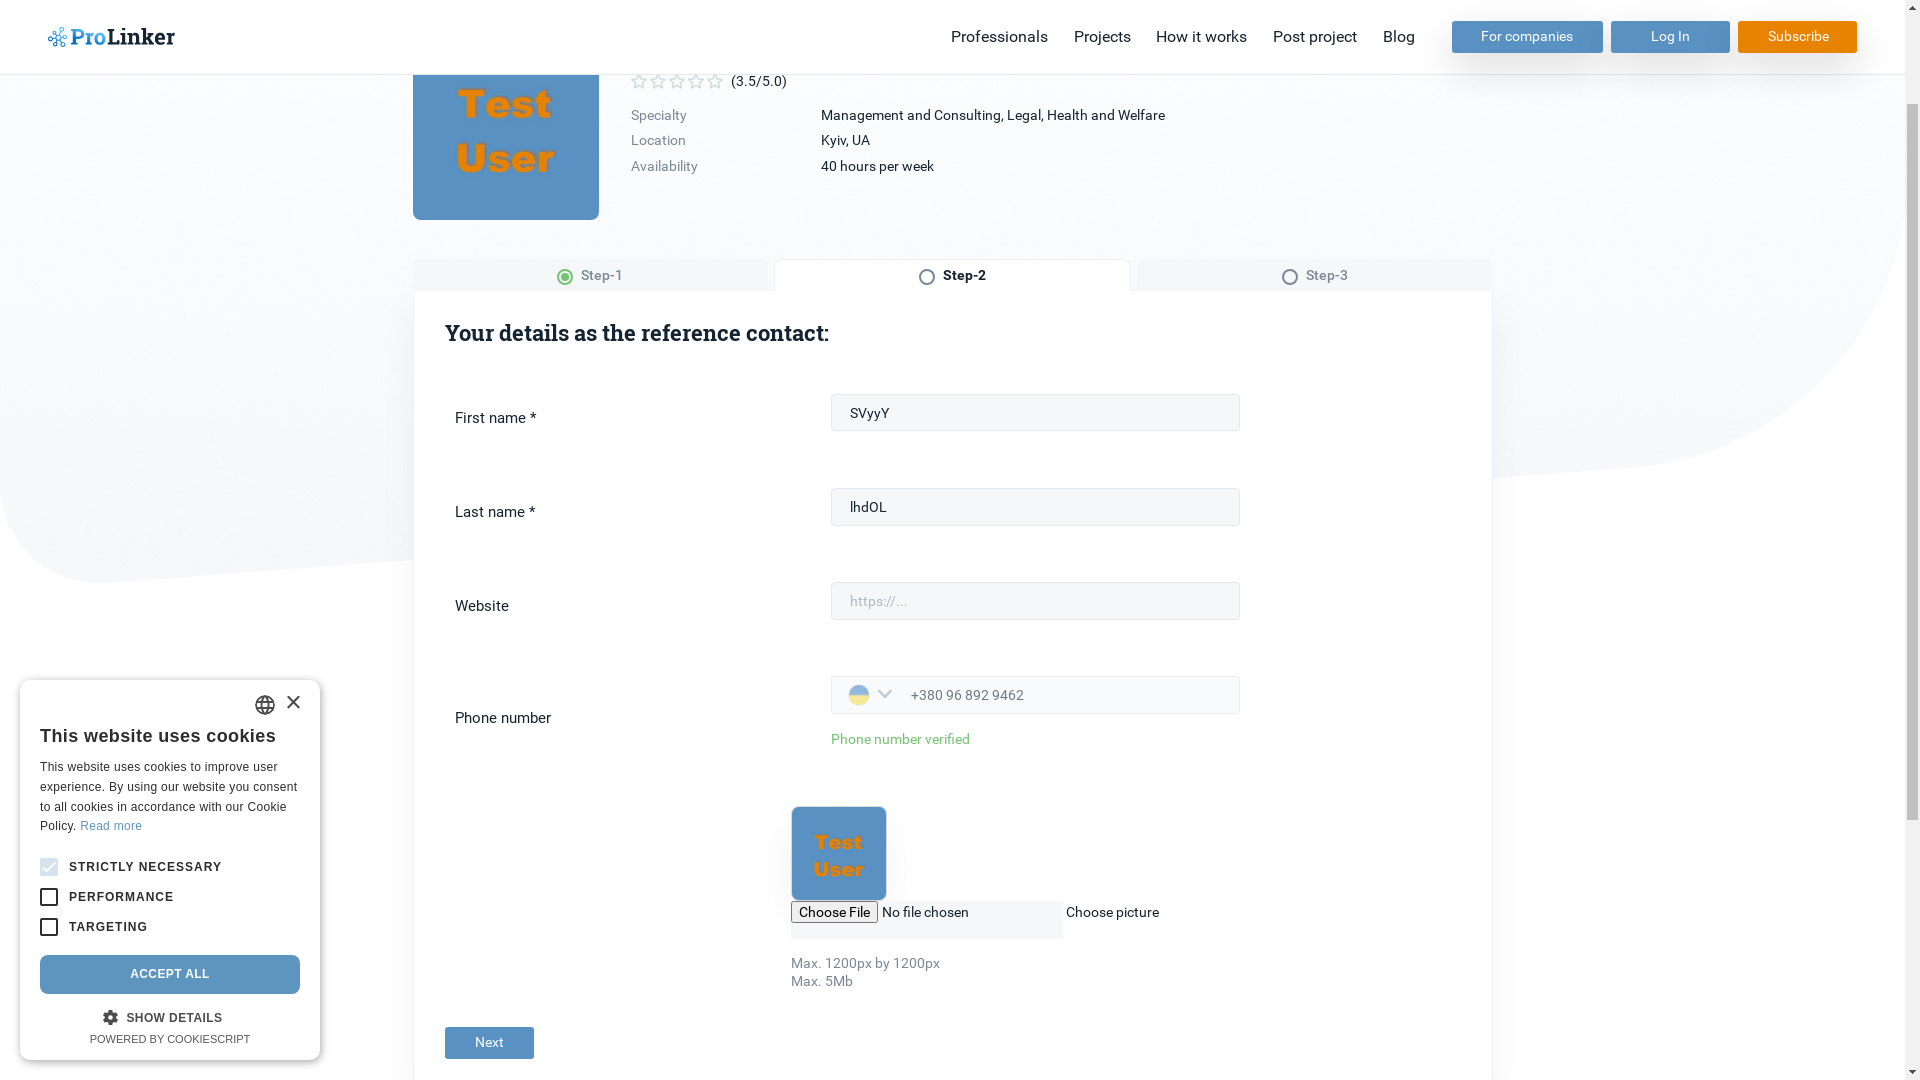 ProLinker
Professionals
Projects
How it works
Post project
Blog
For companies
Log In
Subscribe
Test
User
(3.5/5.0)
Specialty
Management and Consulting, Legal, Health and Welfare
Location
Kyiv, UA
Availability
40 hours per week
Step-1
Step-2
Step-3
Your details as the reference contact:
First name *
SVyyY
Last name *
lhdOL
Website
https://...
Phone number
+380 96 892 9462
Phone number verified
Test
User
Choose File No file chosen
Choose picture
Max. 1200px by 1200px
Max. 5Mb
Next
×
This website uses cookies
This website uses cookies to improve user
experience. By using our website you consent
to all cookies in accordance with our Cookie
Policy. Read more
STRICTLY NECESSARY
PERFORMANCE
TARGETING
ACCEPT ALL
SHOW DETAILS
POWERED BY COOKIESCRIPT